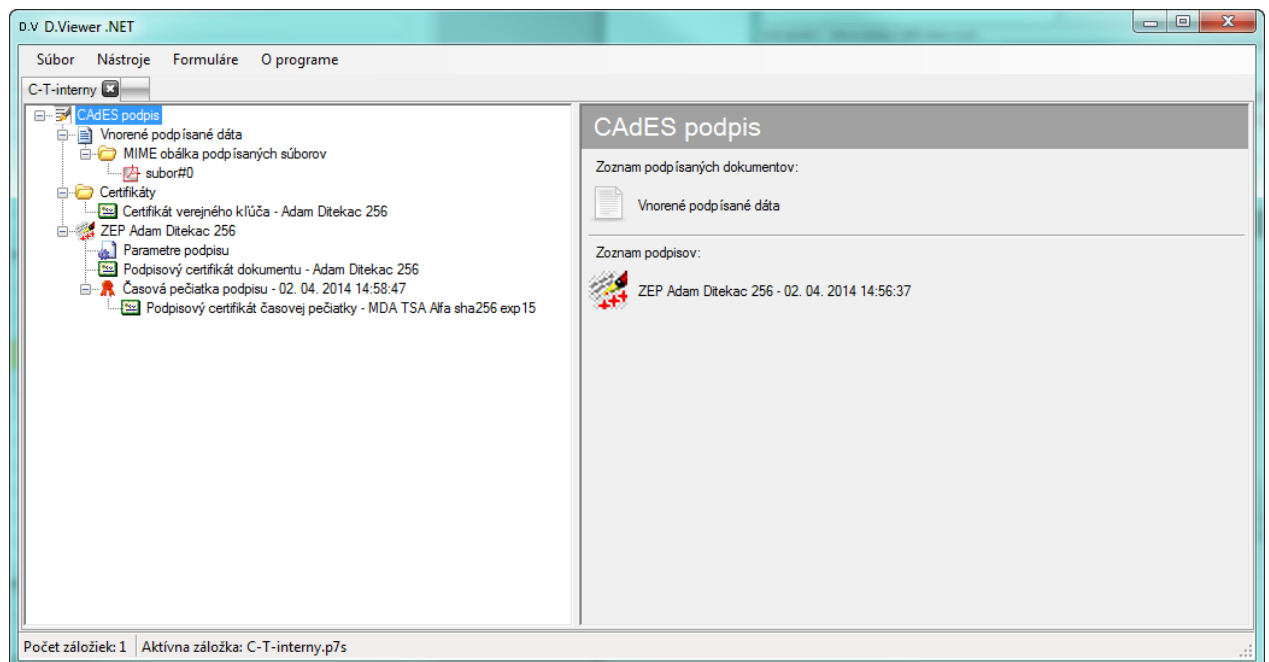 D.V D.Viewer .NET
Súbor Nástroje Formuláre O programe
C-T-interny
CAdES podpis
Vnorené podpísané dáta
MIME obálka podpísaných súborov
subor#0
Certifikáty
Certifikát verejného kľúča - Adam Ditekac 256
ZEP Adam Ditekac 256
Parametre podpisu
Podpisový certifikát dokumentu - Adam Ditekac 256
Časová pečiatka podpisu - 02. 04. 2014 14:58:47
Podpisový certifikát časovej pečiatky - MDA TSA Alfa sha256 exp15
CAdES podpis
Zoznam podpísaných dokumentov:
Vnorené podpísané dáta
Zoznam podpisov:
ZEP Adam Ditekac 256 - 02. 04. 2014 14:56:37
Počet záložiek: 1 Aktívna záložka: C-T-interny.p7s